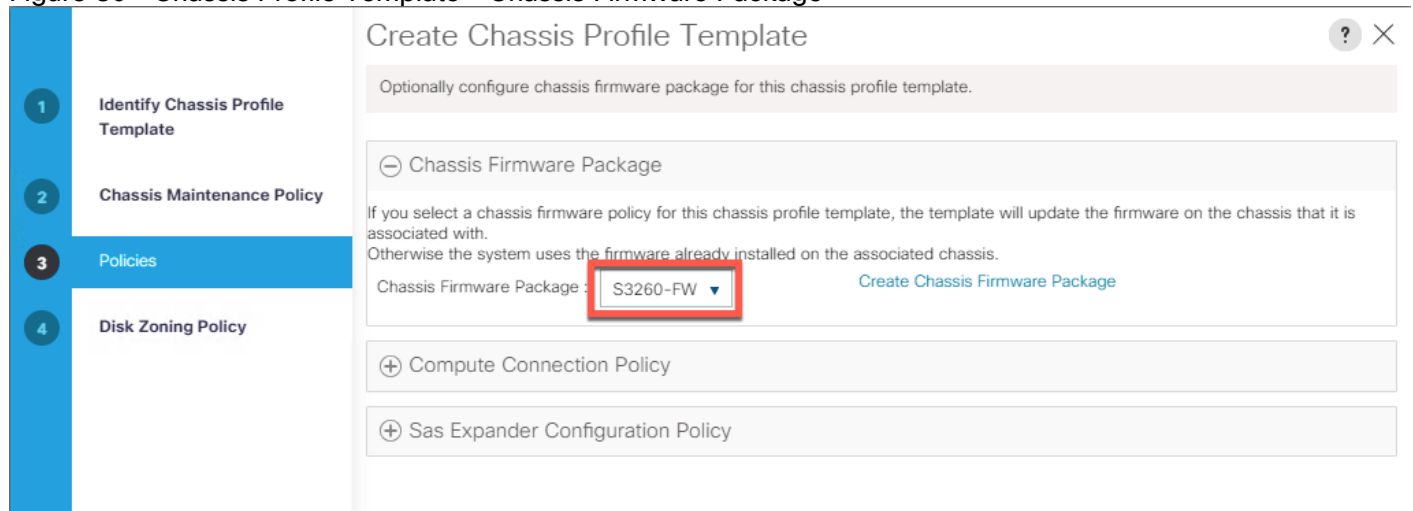 Create Chassis Profile Template
?
Optionally configure chassis firmware package for this chassis profile template.
1
Identify Chassis Profile
Template
2
Chassis Maintenance Policy
3
Policies
4
Disk Zoning Policy
Chassis Firmware Package
If you select a chassis firmware policy for this chassis profile template, the template will update the firmware on the chassis that it is
associated with.
Otherwise the system uses the firmware already installed on the associated chassis.
Chassis Firmware Package : S3260-FW Create Chassis Firmware Package
Compute Connection Policy
Sas Expander Configuration Policy